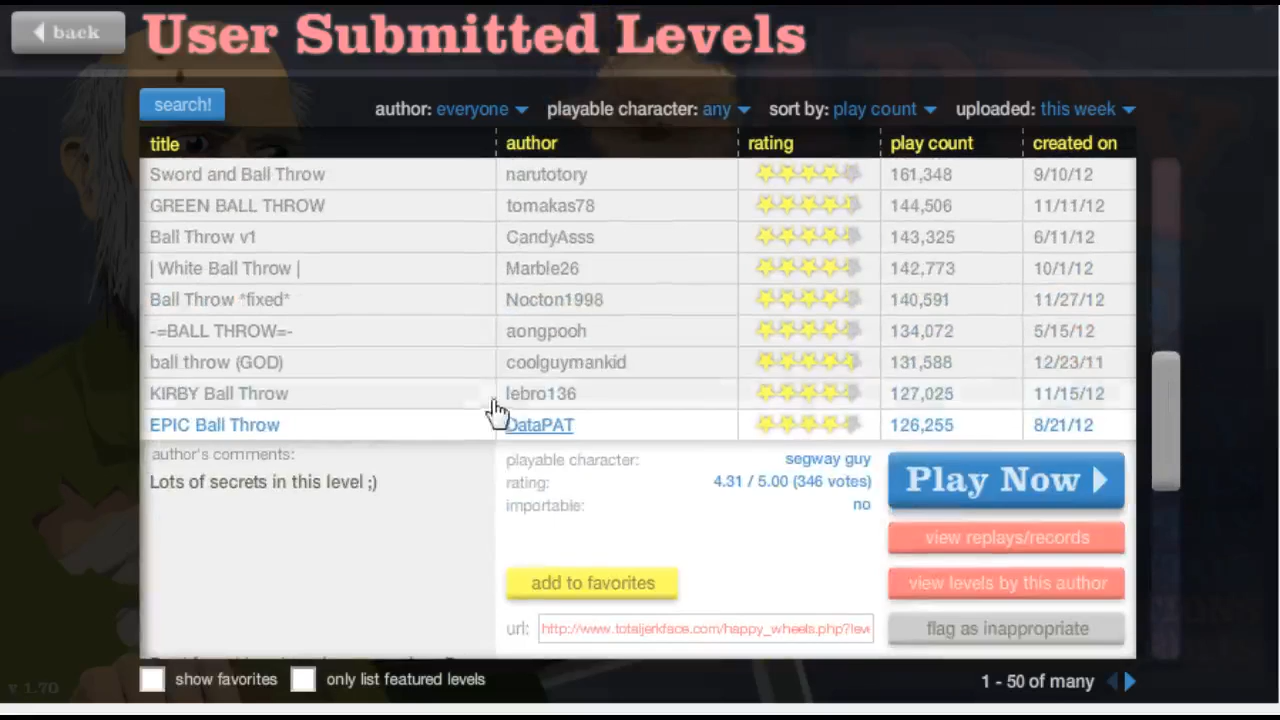 back
User Submitted Levels
search!
author: everyone playable character: any sort by: play count uploaded: this week
title author rating play count created on
Sword and Ball Throw narutotory 161,348 9/10/12
GREEN BALL THROW tomakas78 144,506 11/11/12
Ball Throw v1 CandyAsss 143,325 6/11/12
| White Ball Throw | Marble26 142,773 10/1/12
Ball Throw *fixed* Nocton1998 140,591 11/27/12
-=BALL THROW=- aongpooh 134,072 5/15/12
ball throw (GOD) coolguymankid 131,588 12/23/11
KIRBY Ball Throw lebro136 127,025 11/15/12
EPIC Ball Throw DataPAT 126,255 8/21/12
author's comments:
Lots of secrets in this level ;)
playable character: segway guy
rating: 4.31 / 5.00 (346 votes)
importable: no
Play Now
view replays/records
add to favorites
view levels by this author
url: http://www.totaljerkface.com/happy_wheels.php?leve
flag as inappropriate
show favorites only list featured levels
1 - 50 of many
v 1.70